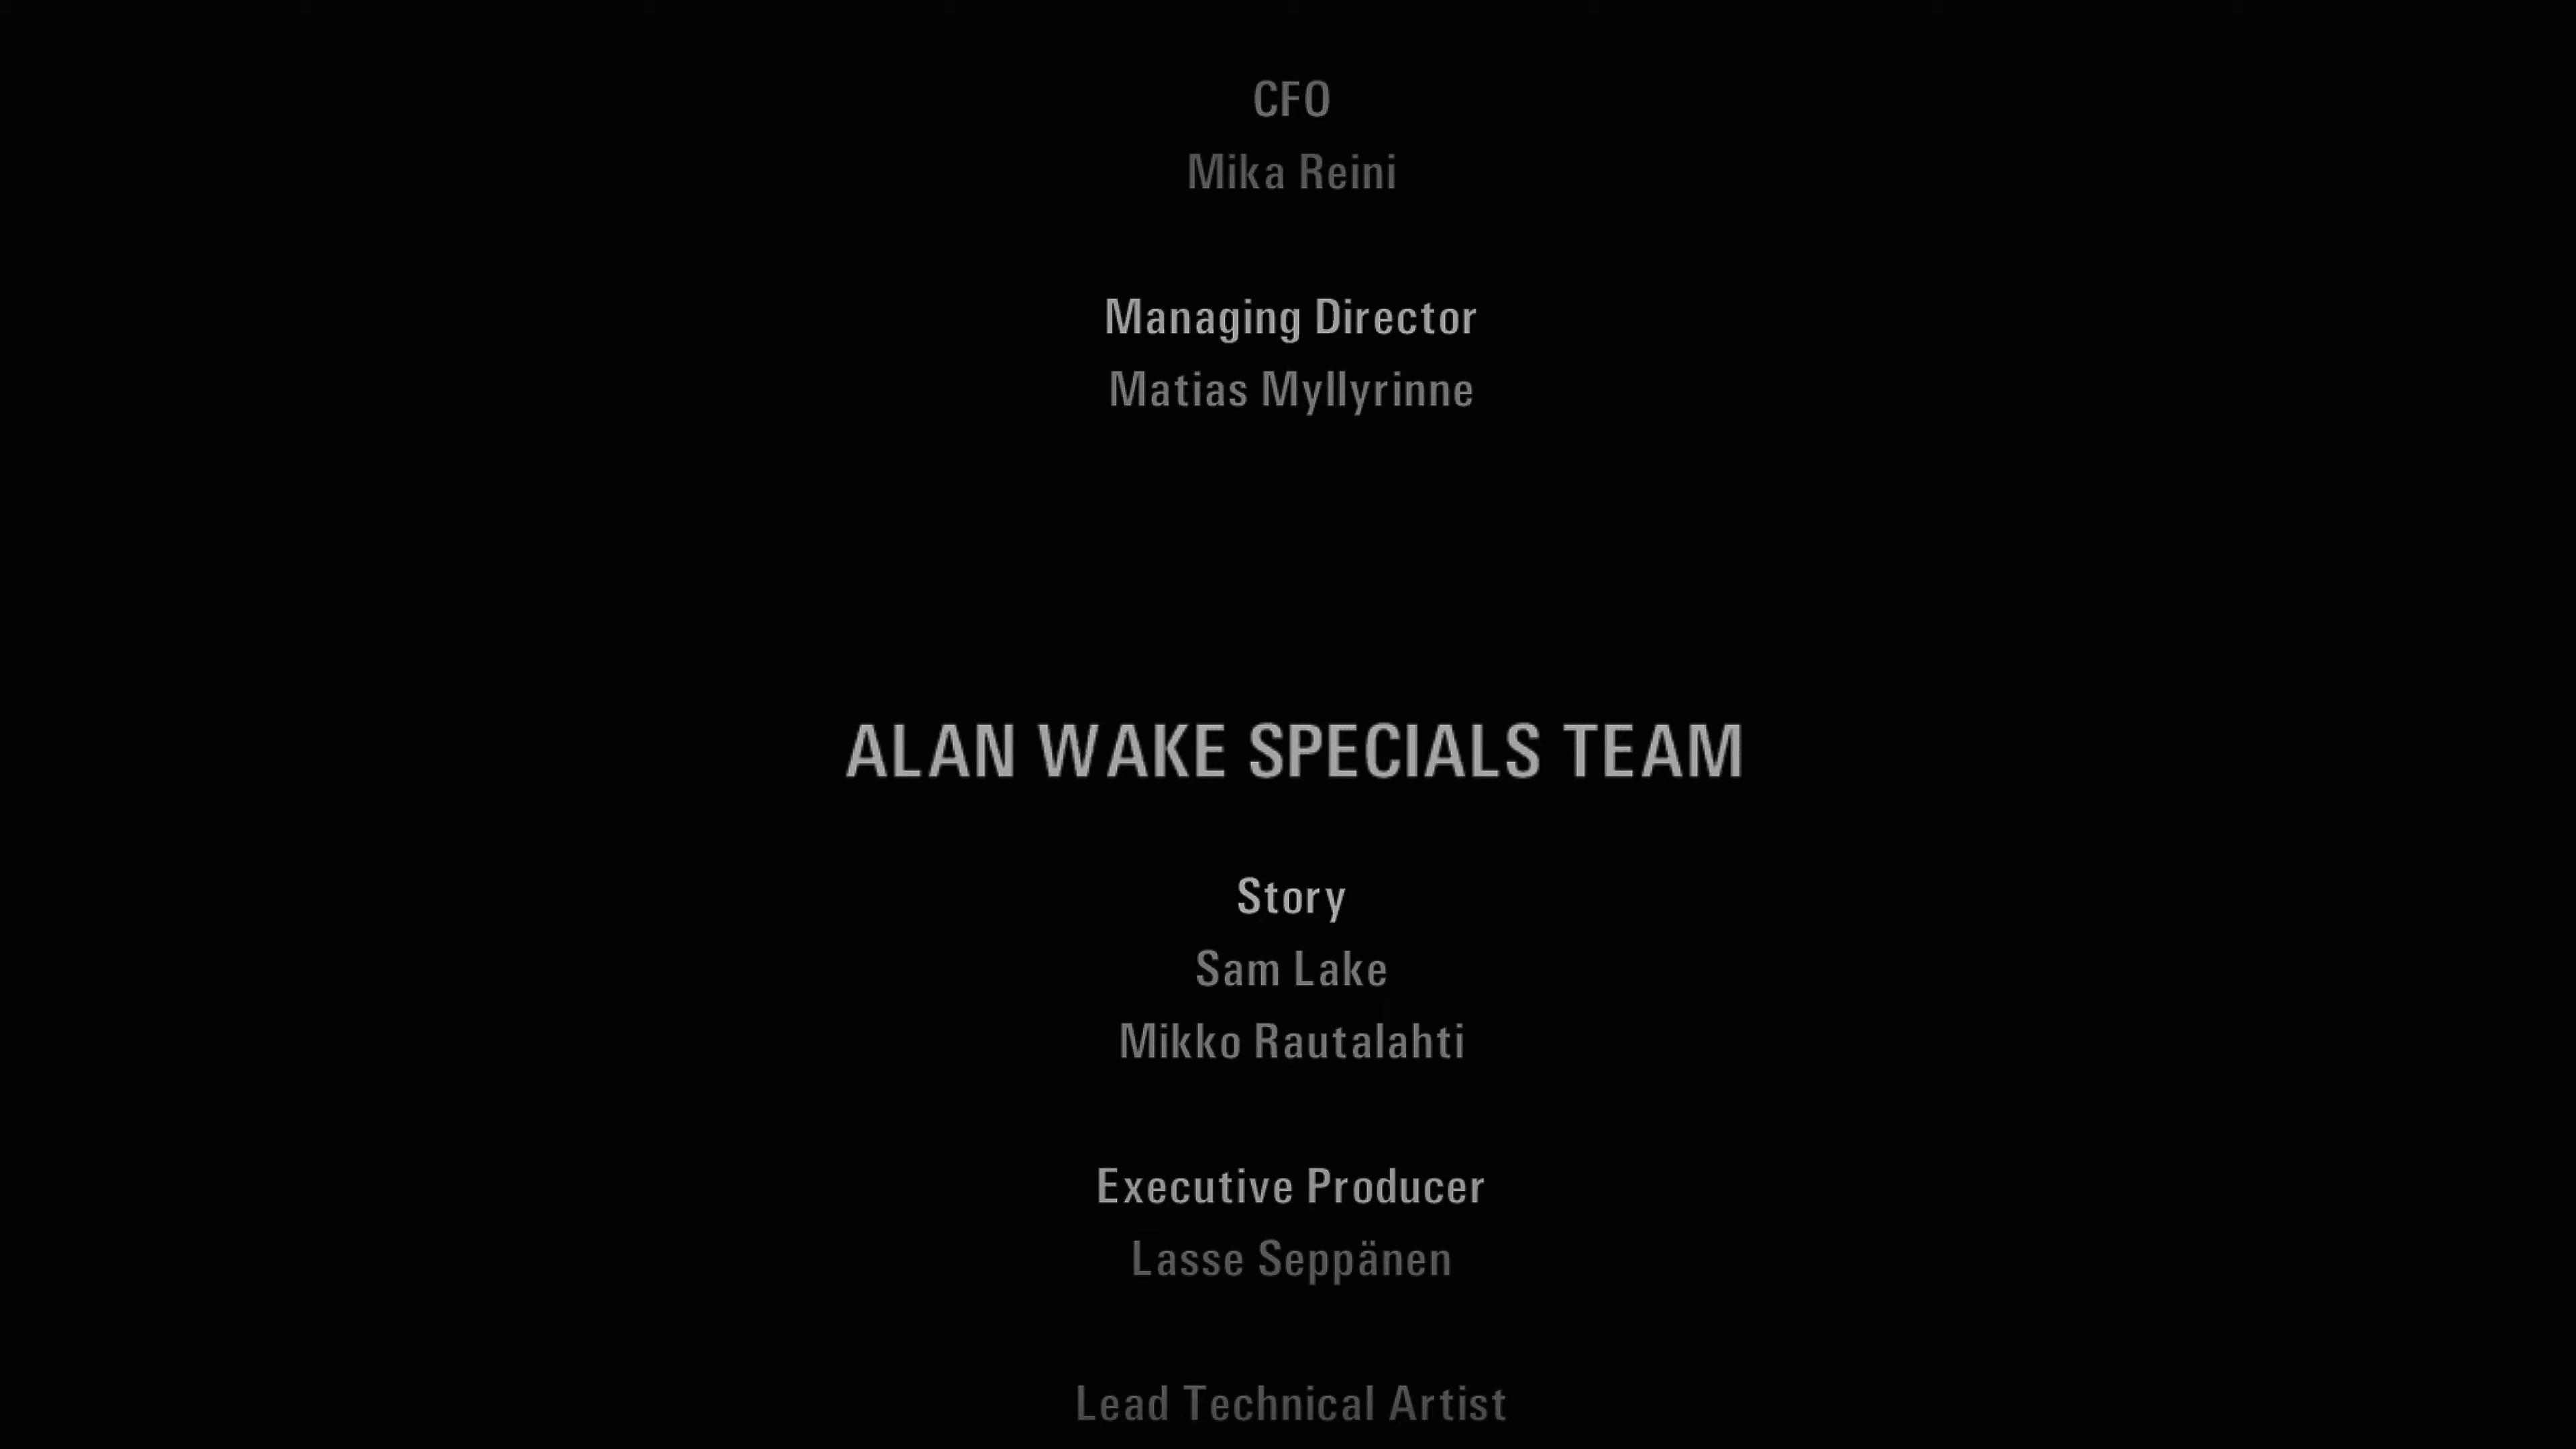 CFO
Mika Reini
Managing Director
Matias Myllyrinne
ALAN WAKE SPECIALS TEAM
Story
Sam Lake
Mikko Rautalahti
Executive Producer
Lasse Seppänen
Lead Technical Artist